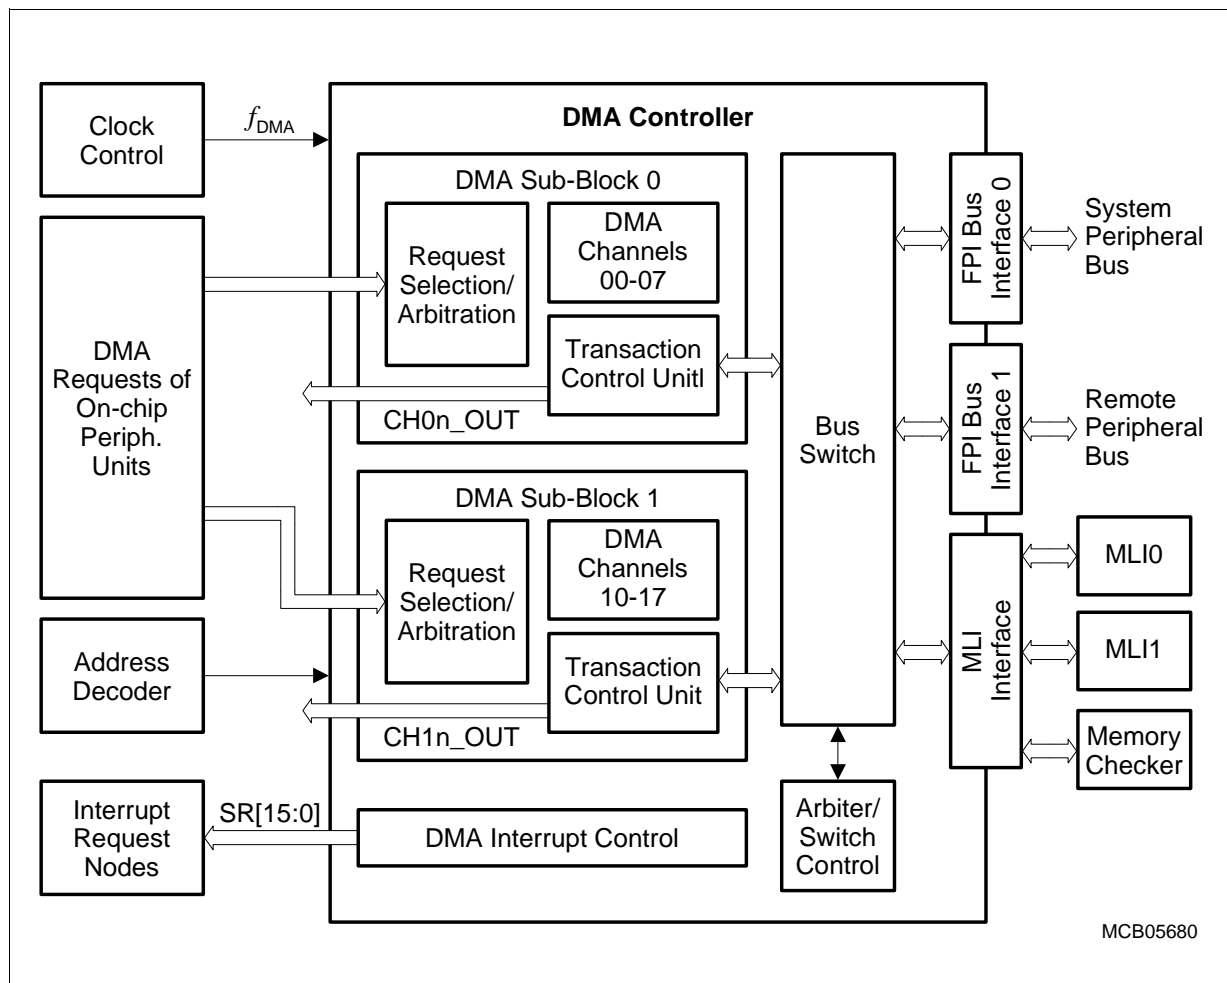 DMA Controller
Clock
Control
fDMA
DMA Sub-Block 0
Request
Selection/
Arbitration
DMA
Channels
00-07
Transaction
Control Unitl
CH0n_OUT
DMA
Requests of
On-chip
Periph.
Units
DMA Sub-Block 1
Request
Selection/
Arbitration
DMA
Channels
10-17
Transaction
Control Unit
CH1n_OUT
Address
Decoder
Interrupt
Request
Nodes
SR[15:0]
DMA Interrupt Control
Bus
Switch
Arbiter/
Switch
Control
FPI Bus
Interface 0
System
Peripheral
Bus
FPI Bus
Interface 1
Remote
Peripheral
Bus
MLI
Interface
MLI0
MLI1
Memory
Checker
MCB05680